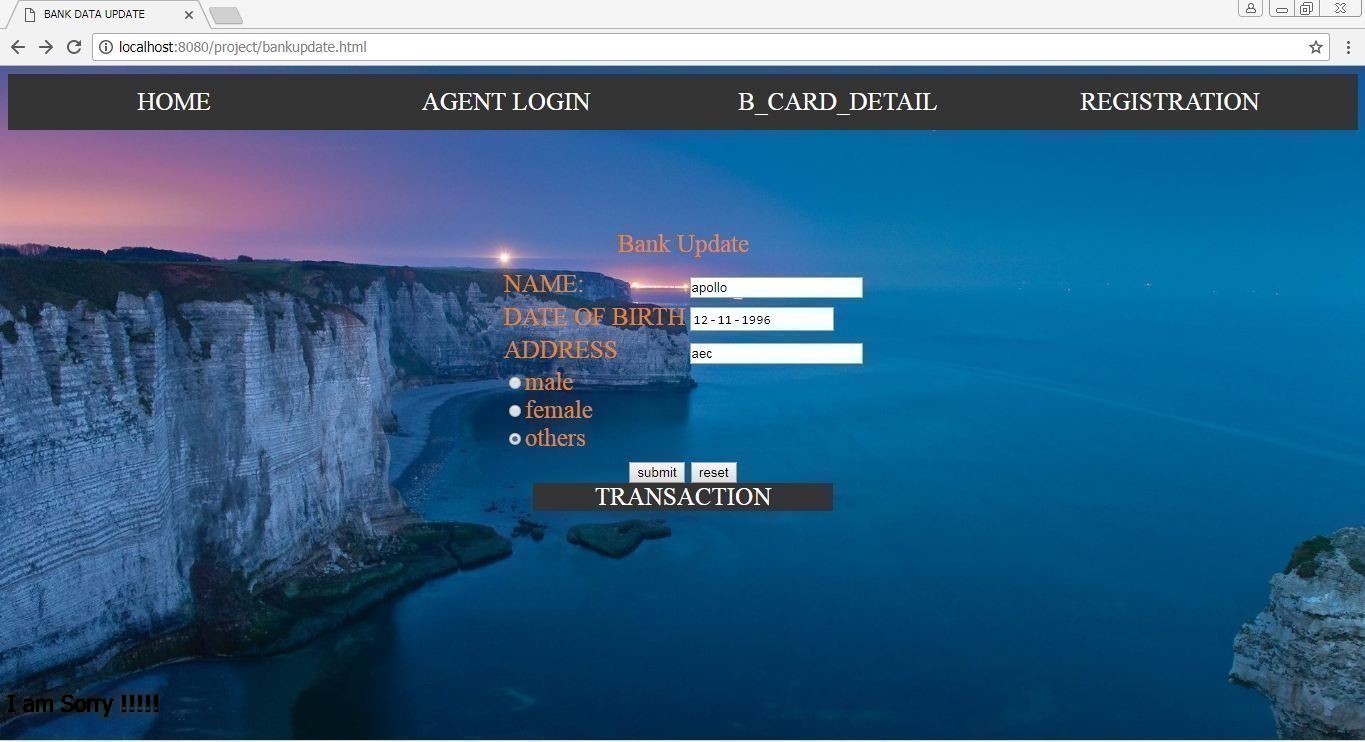 BANK DATA UPDATE
localhost:8080/project/bankupdate.html
HOME AGENT LOGIN B_CARD_DETAIL REGISTRATION
Bank Update
NAME: apollo
DATE OF BIRTH 12-11-1996
ADDRESS aec
male
female
others
submit reset
TRANSACTION
I am Sorry !!!!!